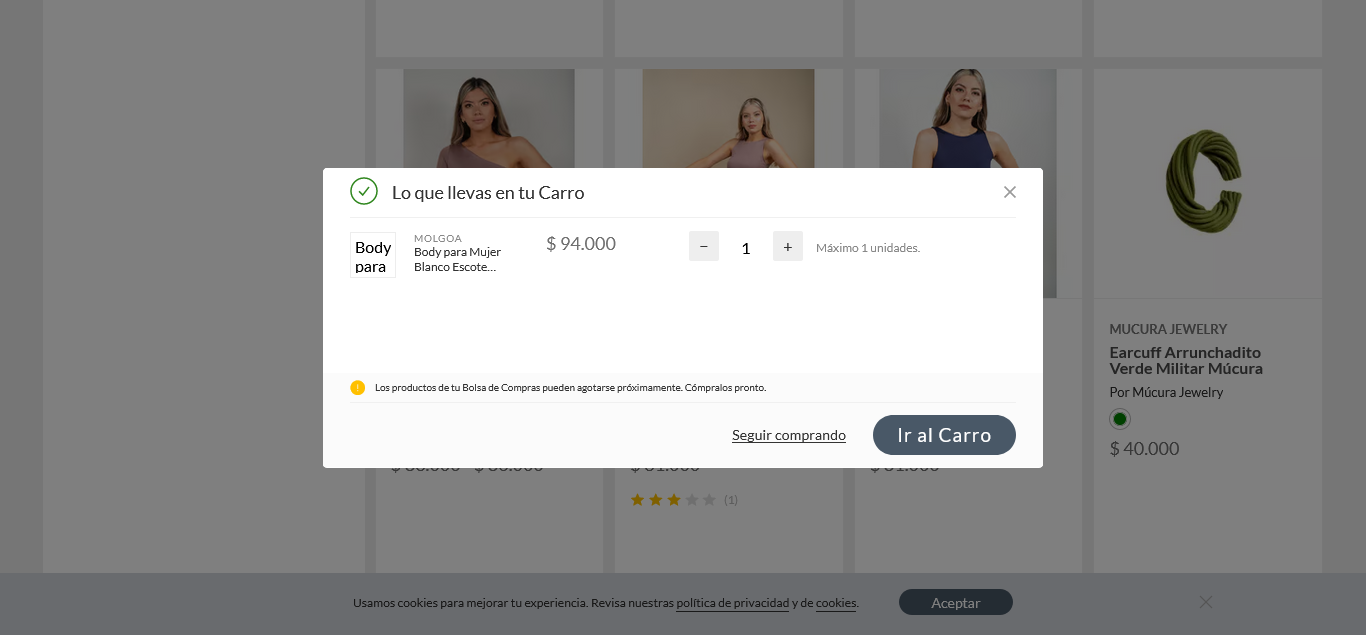 Lo que llevas en tu Carro
Body
para
MOLGOA
Body para Mujer
Blanco Escote...
$ 94.000
−
1
+
Máximo 1 unidades.
Los productos de tu Bolsa de Compras pueden agotarse próximamente. Cómpralos pronto.
Seguir comprando
Ir al Carro
MUCURA JEWELRY
Earcuff Arrunchadito
Verde Militar Múcura
Por Múcura Jewelry
$ 40.000
(1)
Usamos cookies para mejorar tu experiencia. Revisa nuestras política de privacidad y de cookies.
Aceptar